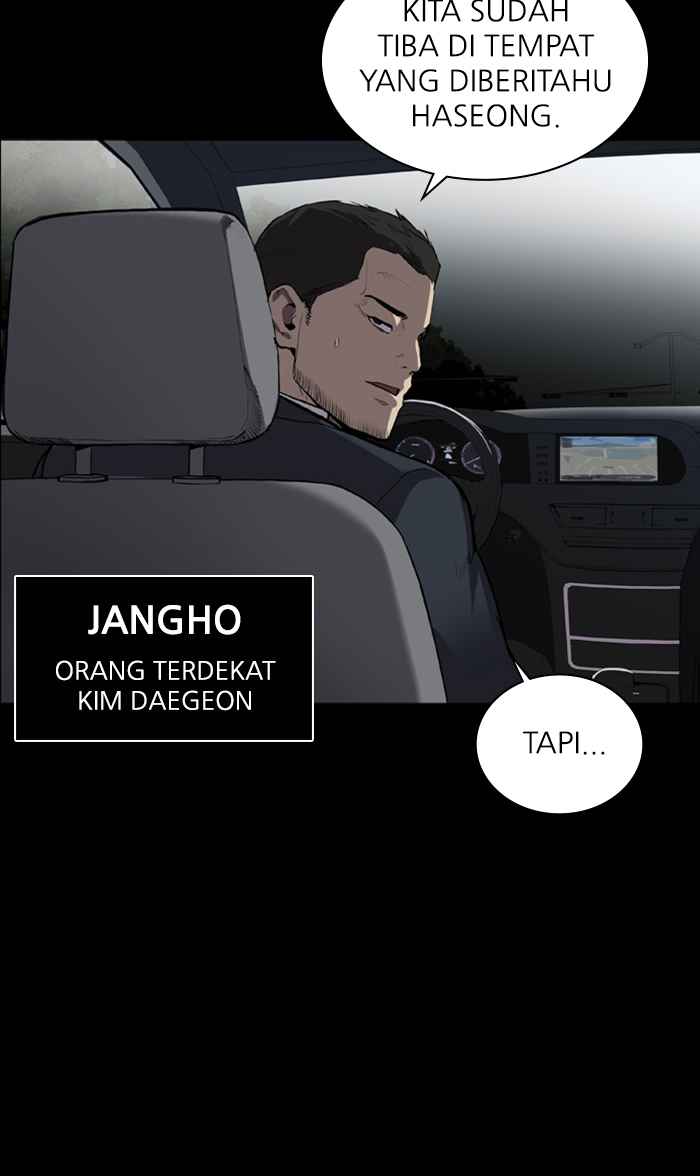 KITA SUDAH
TIBA DI TEMPAT
YANG DIBERITAHU
HASEONG.
JANGHO
ORANG TERDEKAT
KIM DAEGEON
TAPI...